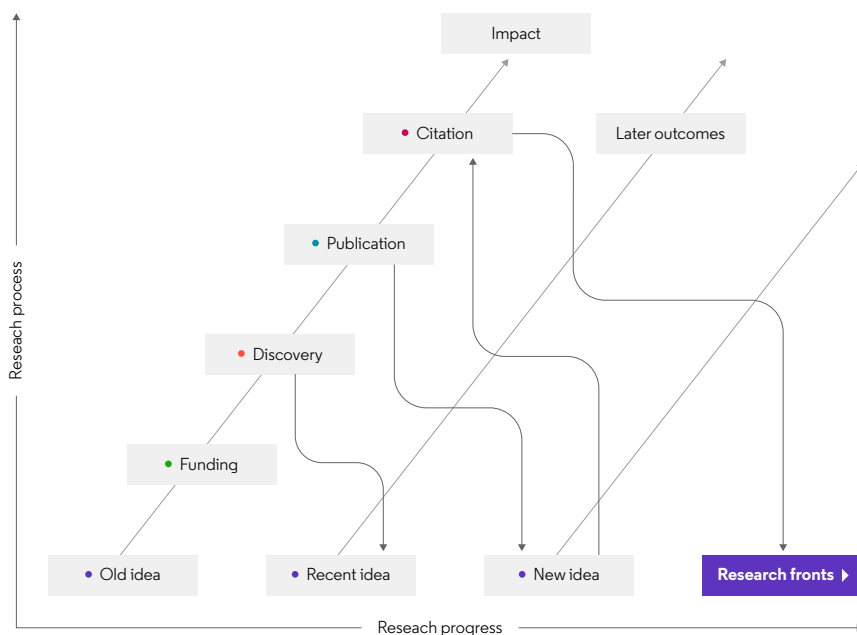 Impact
Citation
Later outcomes
Publication
Reseach process
Discovery
Funding
Old idea
Recent idea
New idea
Research fronts
Reseach progress